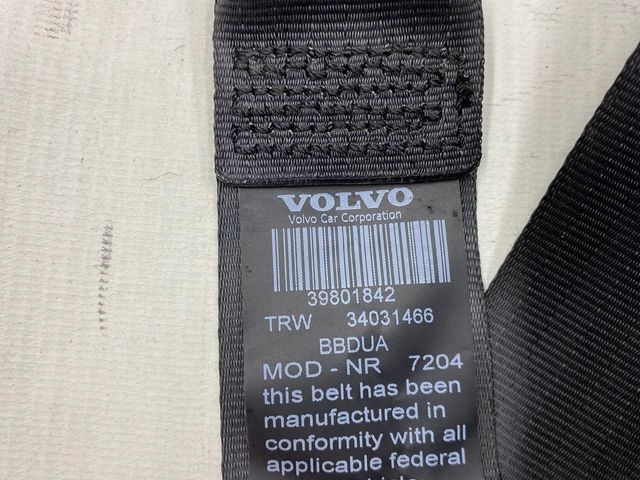 VOLVO
Volvo Car Corporation
39801842
TRW 34031466
BBDUA
MOD - NR 7204
this belt has been
manufactured in
conformity with all
applicable federal